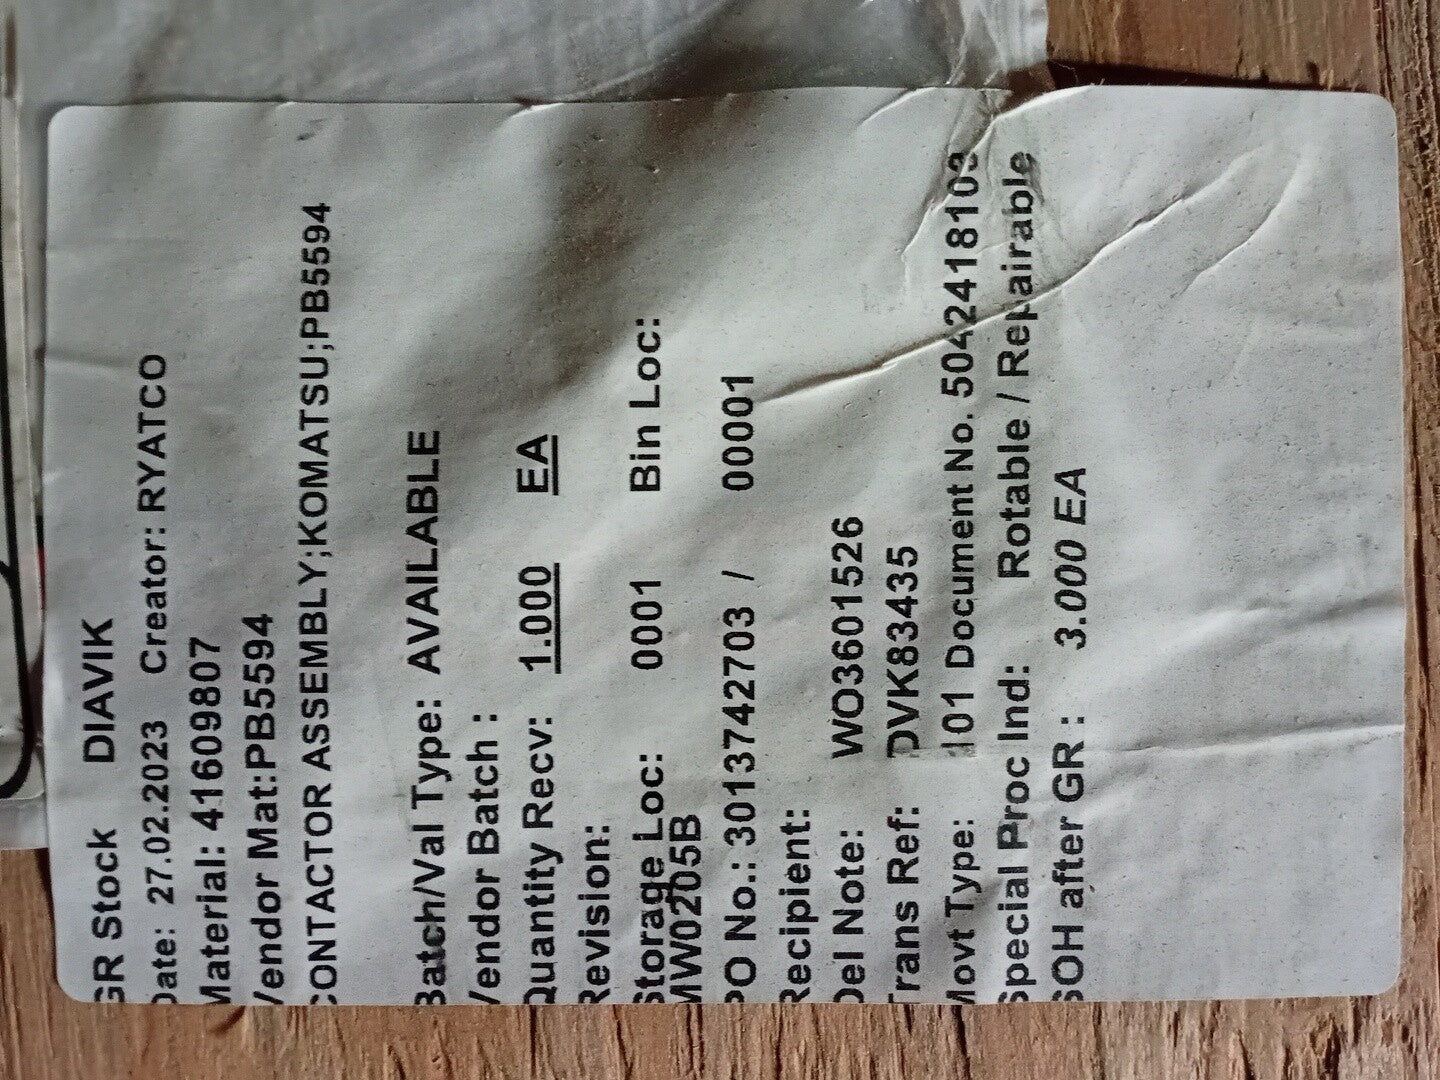 GR Stock DIAVIK
Date: 27.02.2023 Creator: RYATCO
Material: 41609807
Vendor Mat:PB5594
CONTACTOR ASSEMBLY;KOMATSU;PB5594
Batch/Val Type: AVAILABLE
Vendor Batch :
Quantity Recv: 1.000 EA
Revision:
Storage Loc: 0001 Bin Loc:
MW0205B
PO No.: 3013742703 / 00001
Recipient:
Del Note: WO3601526
Trans Ref: DVK83435
Movt Type: 101 Document No. 5042418103
Special Proc Ind: Rotable / Repairable
SOH after GR : 3.000 EA